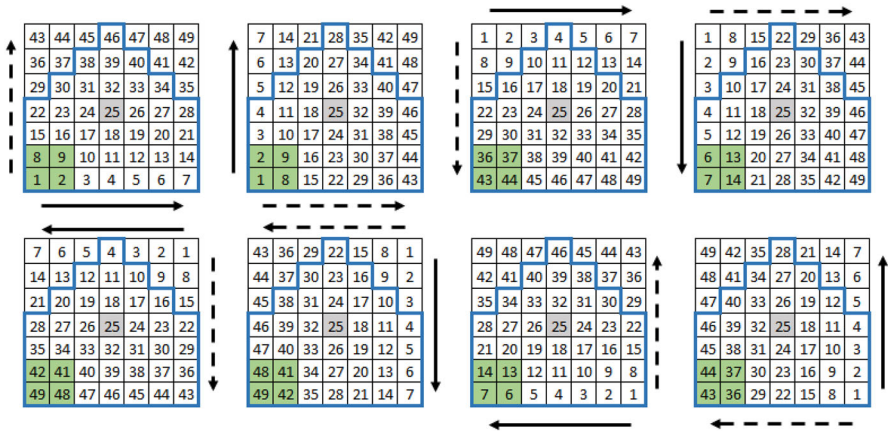 43 44 45 46 47 48 49
36 37 38 39 40 41 42
29 30 31 32 33 34 35
22 23 24 25 26 27 28
15 16 17 18 19 20 21
8 9 10 11 12 13 14
1 2 3 4 5 6 7
7 14 21 28 35 42 49
6 13 20 27 34 41 48
5 12 19 26 33 40 47
4 11 18 25 32 39 46
3 10 17 24 31 38 45
2 9 16 23 30 37 44
1 8 15 22 29 36 43
1 2 3 4 5 6 7
8 9 10 11 12 13 14
15 16 17 18 19 20 21
22 23 24 25 26 27 28
29 30 31 32 33 34 35
36 37 38 39 40 41 42
43 44 45 46 47 48 49
1 8 15 22 29 36 43
2 9 16 23 30 37 44
3 10 17 24 31 38 45
4 11 18 25 32 39 46
5 12 19 26 33 40 47
6 13 20 27 34 41 48
7 14 21 28 35 42 49
7 6 5 4 3 2 1
14 13 12 11 10 9 8
21 20 19 18 17 16 15
28 27 26 25 24 23 22
35 34 33 32 31 30 29
42 41 40 39 38 37 36
49 48 47 46 45 44 43
43 36 29 22 15 8 1
44 37 30 23 16 9 2
45 38 31 24 17 10 3
46 39 32 25 18 11 4
47 40 33 26 19 12 5
48 41 34 27 20 13 6
49 42 35 28 21 14 7
49 48 47 46 45 44 43
42 41 40 39 38 37 36
35 34 33 32 31 30 29
28 27 26 25 24 23 22
21 20 19 18 17 16 15
14 13 12 11 10 9 8
7 6 5 4 3 2 1
49 42 35 28 21 14 7
48 41 34 27 20 13 6
47 40 33 26 19 12 5
46 39 32 25 18 11 4
45 38 31 24 17 10 3
44 37 30 23 16 9 2
43 36 29 22 15 8 1